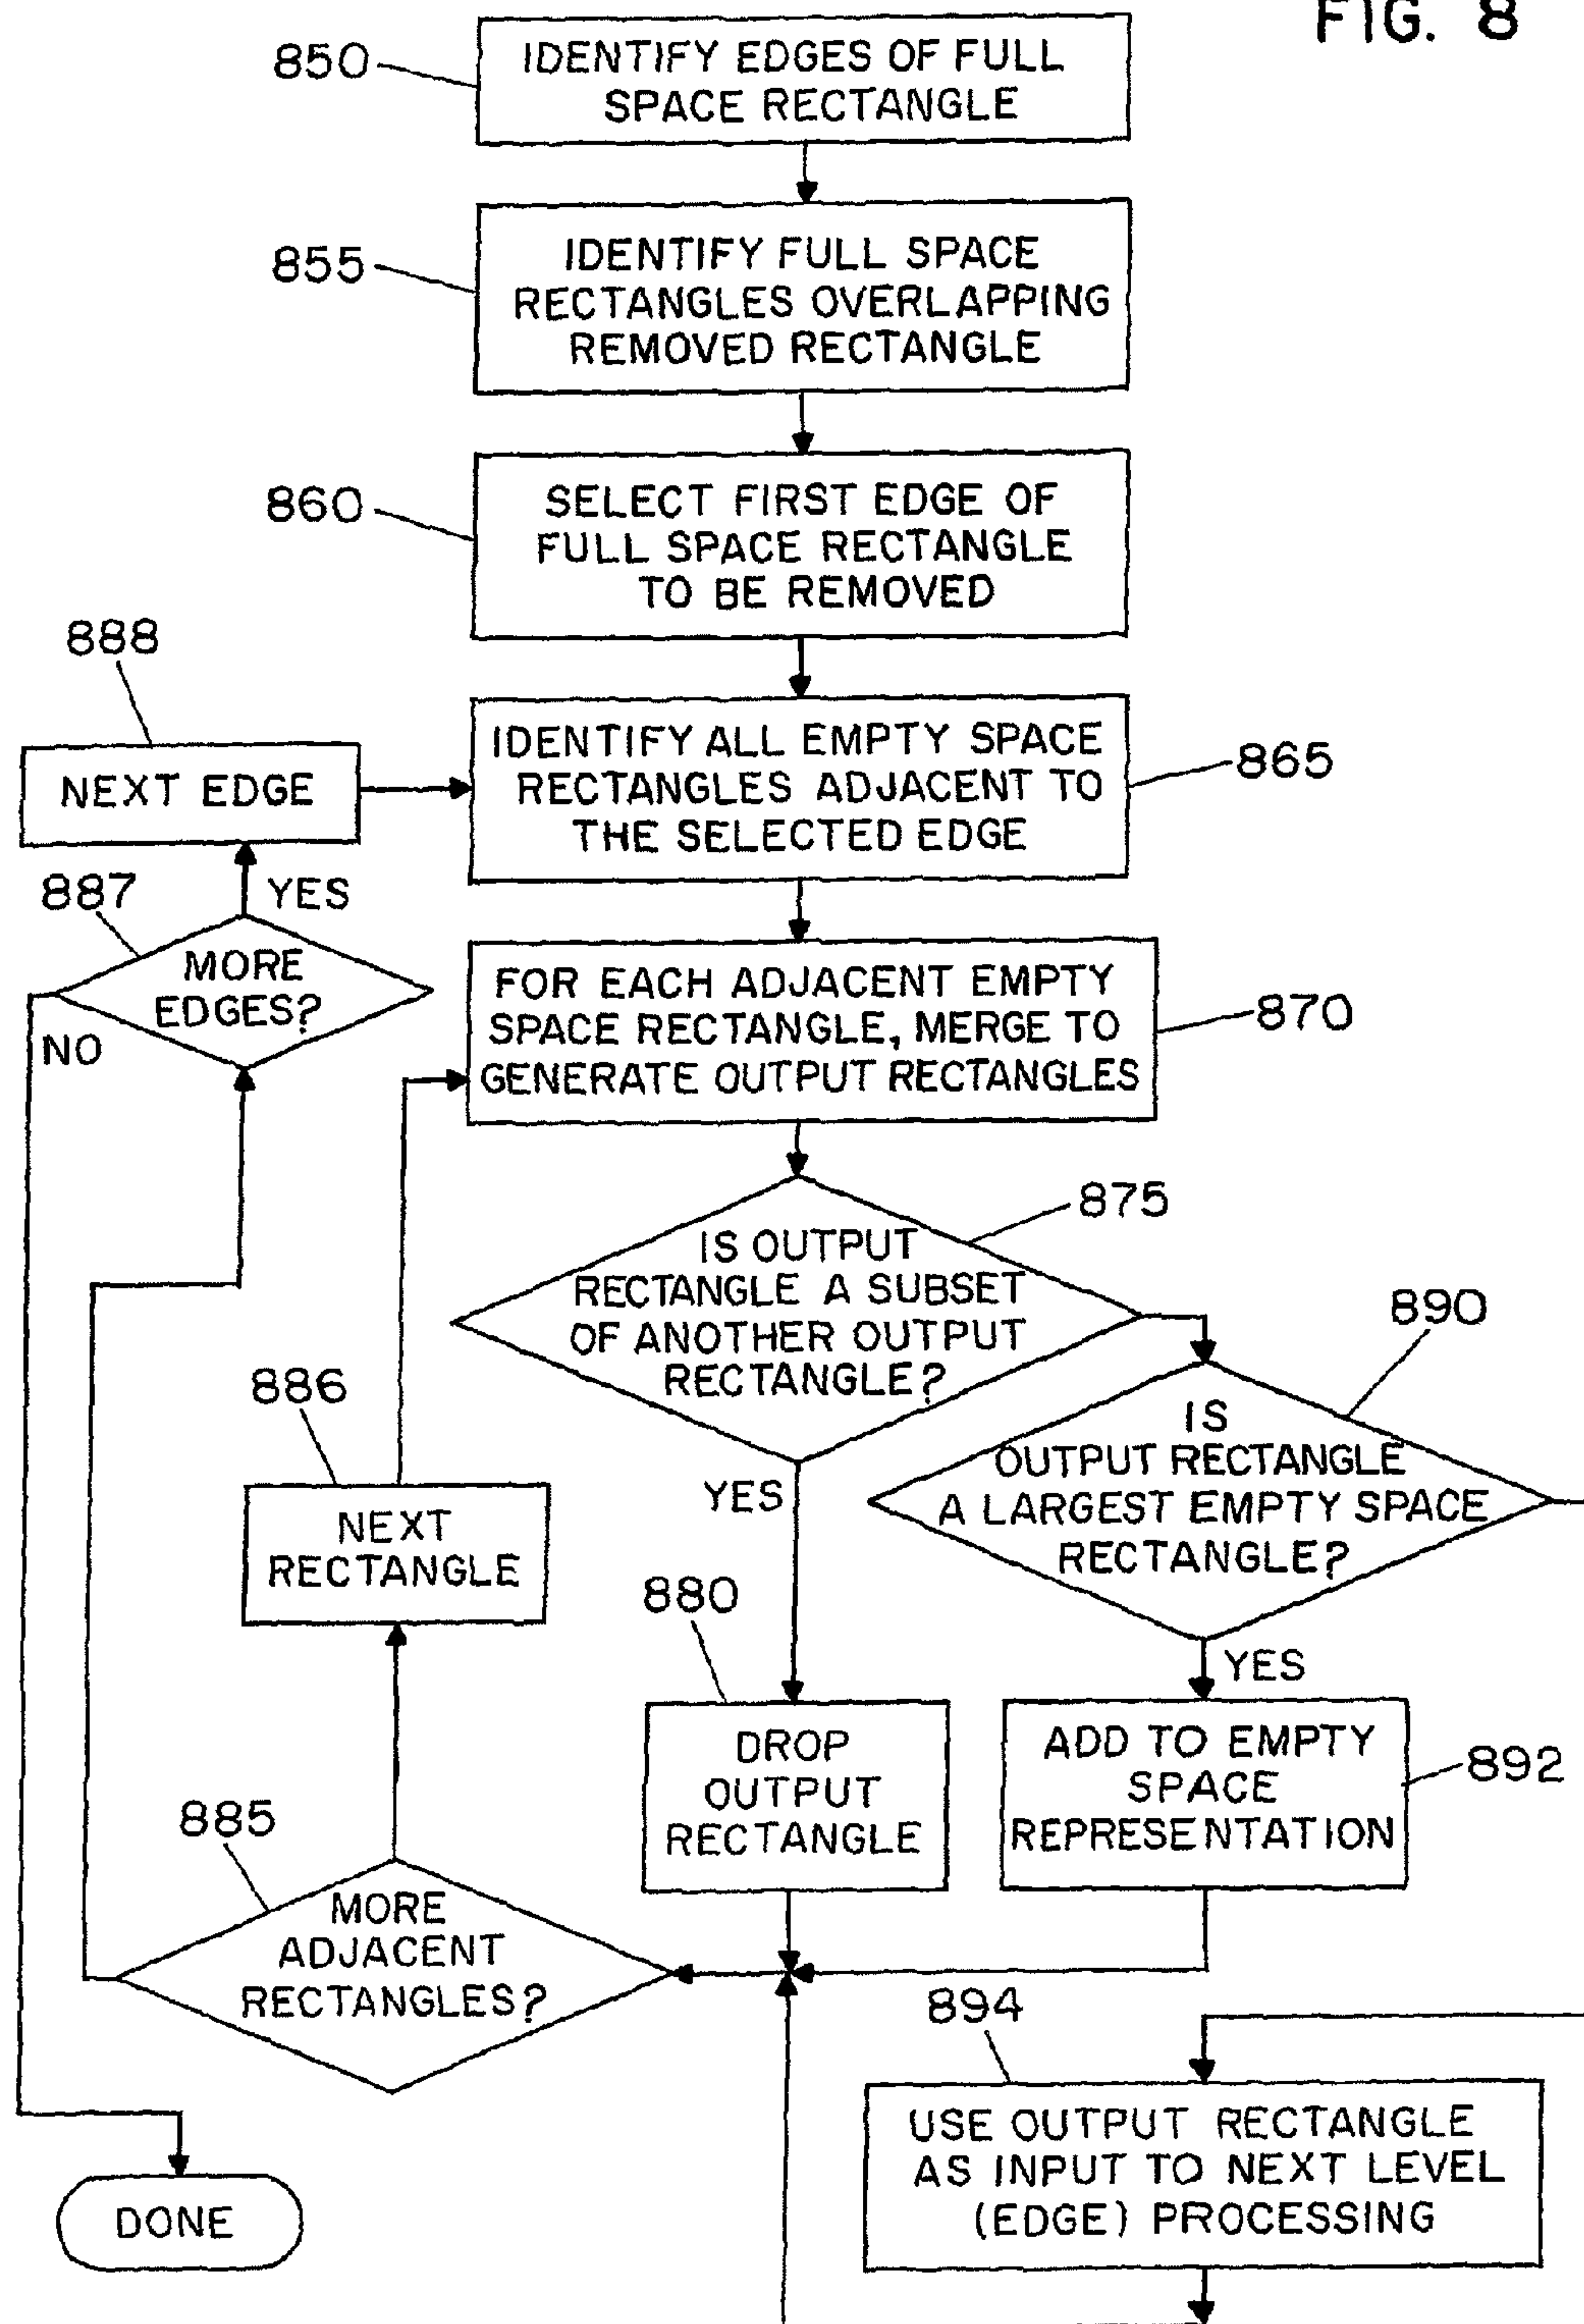 FIG. 8
850
IDENTIFY EDGES OF FULL
SPACE RECTANGLE
855
IDENTIFY FULL SPACE
RECTANGLES OVERLAPPING
REMOVED RECTANGLE
860
SELECT FIRST EDGE OF
FULL SPACE RECTANGLE
TO BE REMOVED
888
NEXT EDGE
IDENTIFY ALL EMPTY SPACE
RECTANGLES ADJACENT TO
THE SELECTED EDGE
865
887
YES
MORE
EDGES?
NO
FOR EACH ADJACENT EMPTY
SPACE RECTANGLE, MERGE TO
GENERATE OUTPUT RECTANGLES
870
875
IS OUTPUT
RECTANGLE A SUBSET
OF ANOTHER OUTPUT
RECTANGLE?
YES
890
IS
OUTPUT RECTANGLE
A LARGEST EMPTY SPACE
RECTANGLE?
YES
886
NEXT
RECTANGLE
880
DROP
OUTPUT
RECTANGLE
ADD TO EMPTY
SPACE
REPRESENTATION
892
885
MORE
ADJACENT
RECTANGLES?
894
USE OUTPUT RECTANGLE
AS INPUT TO NEXT LEVEL
(EDGE) PROCESSING
DONE